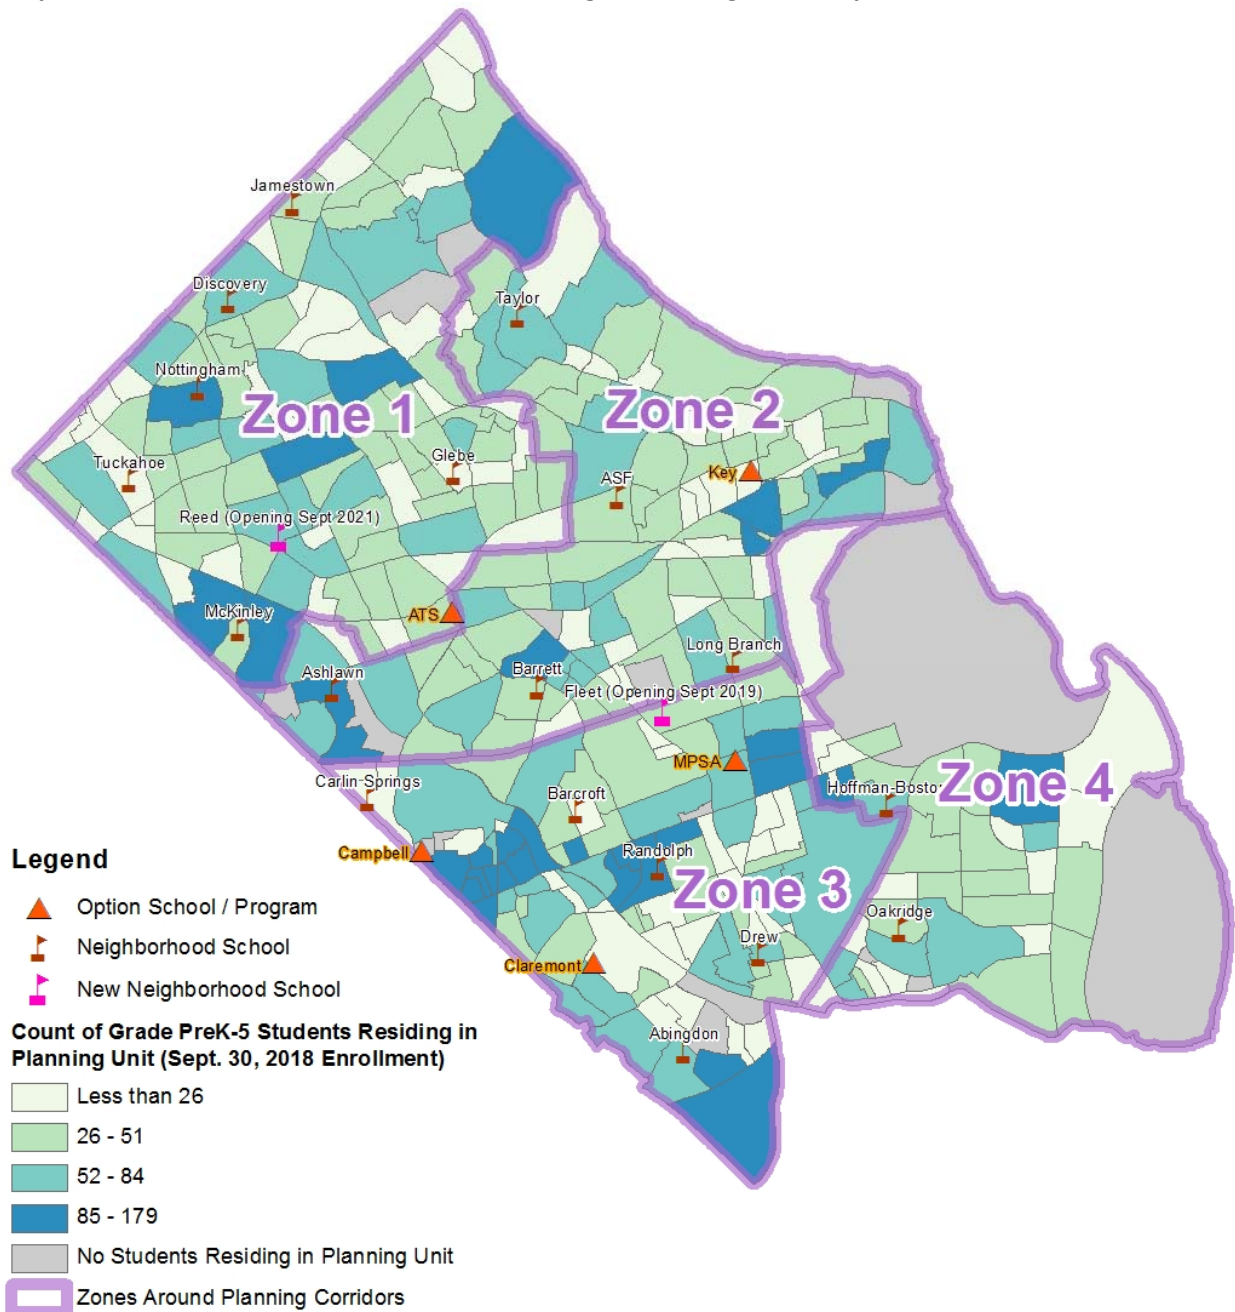 Jamestown
Discovery
Taylor
Nottingham
Zone 1
Zone 2
Tuckahoe
Glebe
ASF
Key
Reed (Opening Sept 2021)
McKinley
ATS
Ashlawn
Barrett
Long Branch
Fleet (Opening Sept 2019)
MPSA
Carlin-Springs
Barcroft
Hoffman-Boston
Zone 4
Campbell
Randolph
Zone 3
Oakridge
Drew
Claremont
Abingdon
Legend
Option School / Program
Neighborhood School
New Neighborhood School
Count of Grade PreK-5 Students Residing in
Planning Unit (Sept. 30, 2018 Enrollment)
Less than 26
26 - 51
52 - 84
85 - 179
No Students Residing in Planning Unit
Zones Around Planning Corridors